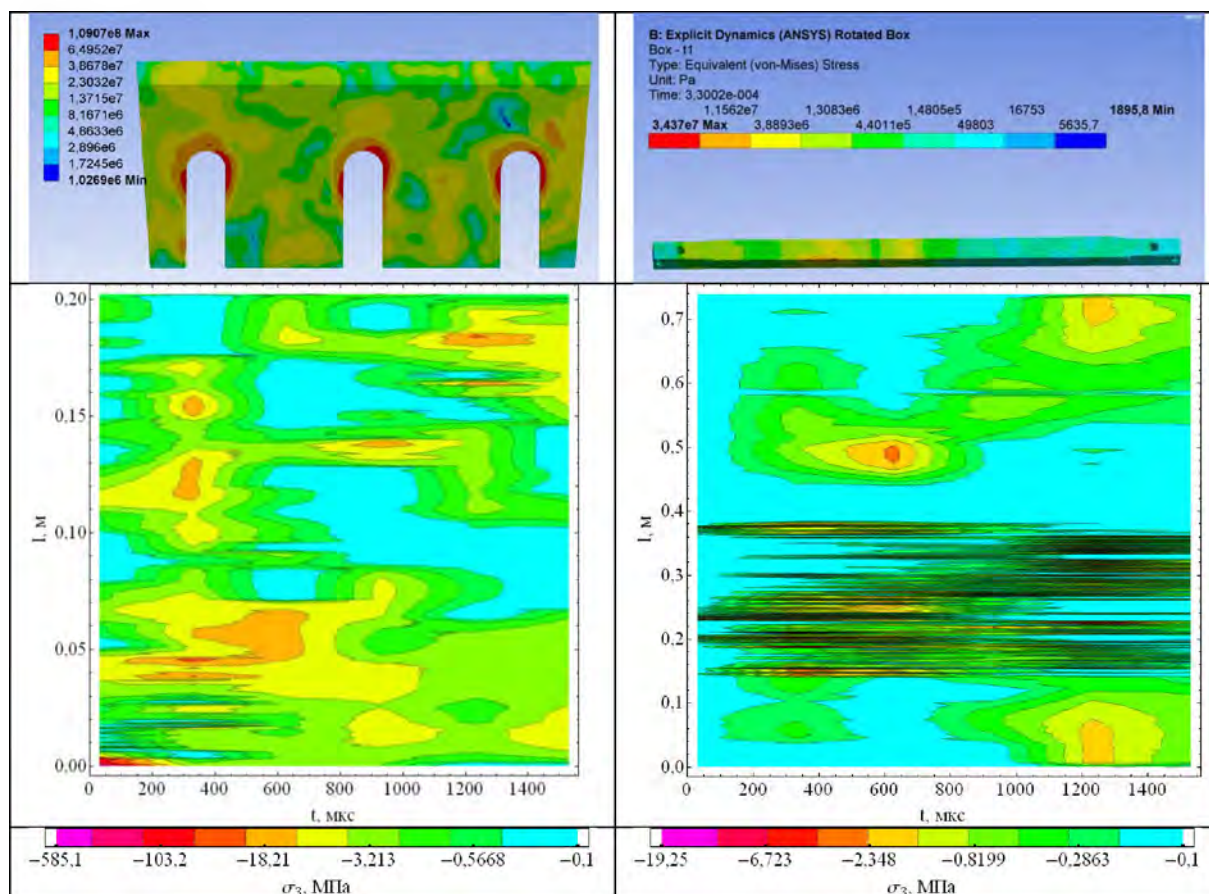 1,0907e8 Max
6,4952e7
3,8678e7
2,3032e7
1,3715e7
8,1671e6
4,8633e6
2,896e6
1,7245e6
1,0269e6 Min
B: Explicit Dynamics (ANSYS) Rotated Box
Box - t1
Type: Equivalent (von-Mises) Stress
Unit: Pa
Time: 3,3002e-004
1,1562e7 1,3083e6 1,4805e5 16753 1895,8 Min
3,437e7 Max 3,8893e6 4,4011e5 49803 5635,7
0.20
0.15
0.10
0.05
0.00
l, м
0 200 400 600 800 1000 1200 1400
t, мкс
0,7
0,6
0,5
0,4
0,3
0,2
0,1
0,0
l, м
0 200 400 600 800 1000 1200 1400
t, мкс
−585.1 −103.2 −18.21 −3.213 −0.5668 −0.1
σ3, МПа
−19,25 −6,723 −2,348 −0,8199 −0,2863 −0,1
σ3, МПа